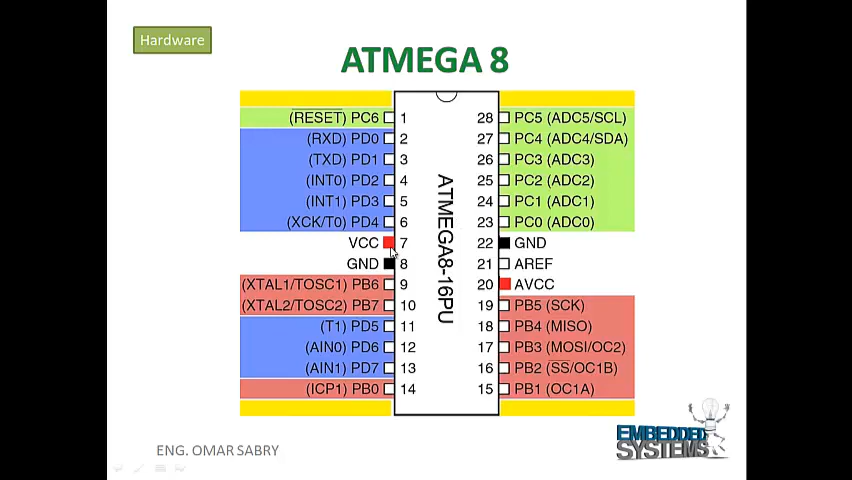 Hardware
ATMEGA 8
(RESET) PC6 1 28 PC5 (ADC5/SCL)
(RXD) PD0 2 27 PC4 (ADC4/SDA)
(TXD) PD1 3 26 PC3 (ADC3)
(INT0) PD2 4 25 PC2 (ADC2)
(INT1) PD3 5 24 PC1 (ADC1)
(XCK/T0) PD4 6 23 PC0 (ADC0)
VCC 7 22 GND
GND 8 21 AREF
(XTAL1/TOSC1) PB6 9 20 AVCC
(XTAL2/TOSC2) PB7 10 19 PB5 (SCK)
(T1) PD5 11 18 PB4 (MISO)
(AIN0) PD6 12 17 PB3 (MOSI/OC2)
(AIN1) PD7 13 16 PB2 (SS/OC1B)
(ICP1) PB0 14 15 PB1 (OC1A)
ATMEGA8-16PU
ENG. OMAR SABRY
EMBEDDED
SYSTEMS